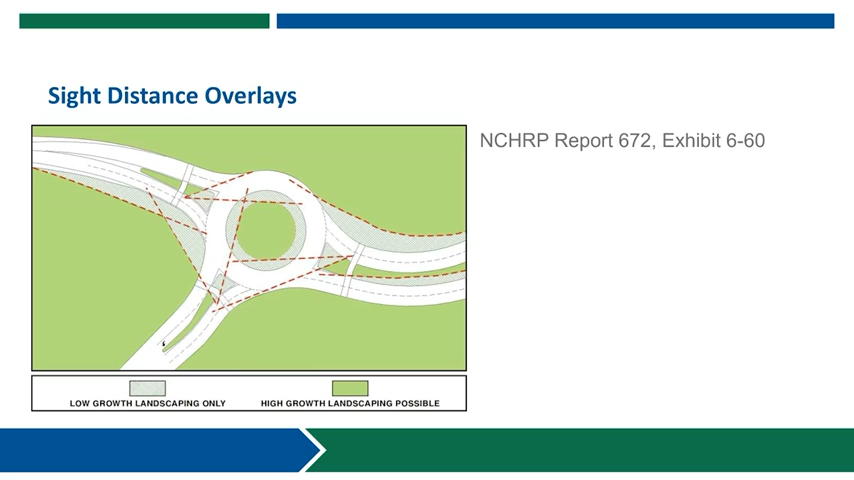 Sight Distance Overlays
NCHRP Report 672, Exhibit 6-60
LOW GROWTH LANDSCAPING ONLY
HIGH GROWTH LANDSCAPING POSSIBLE